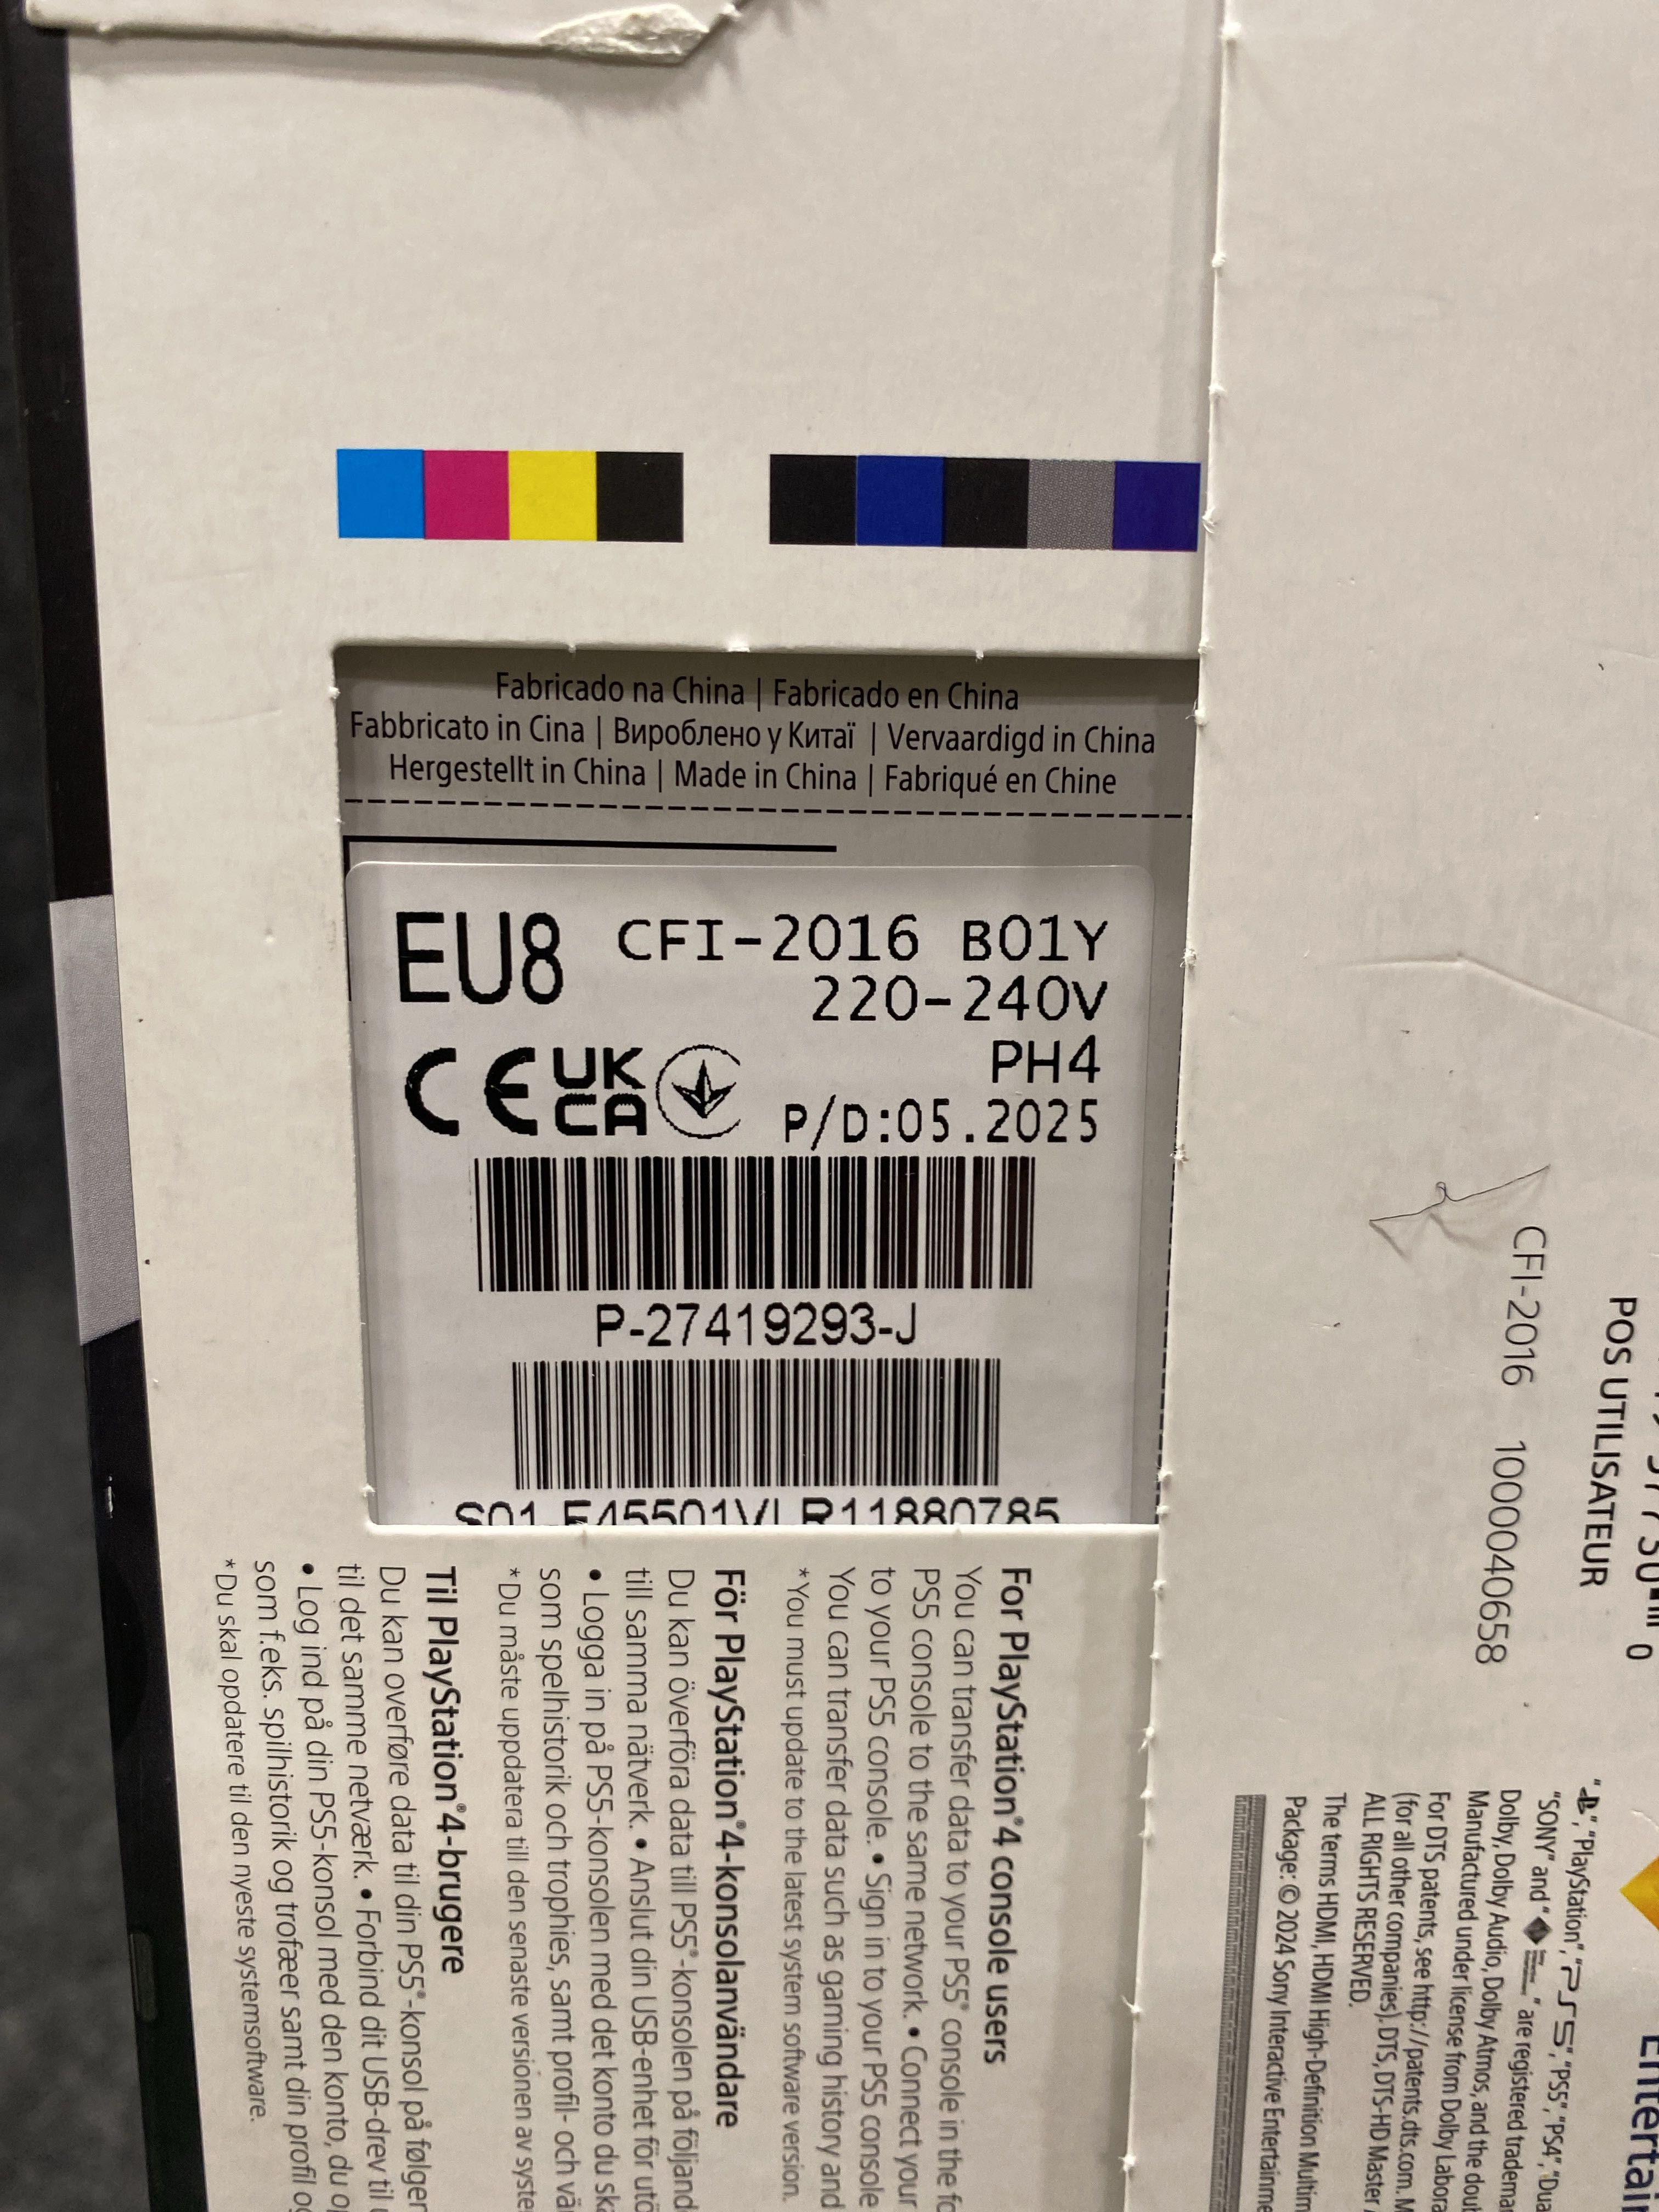 Fabricado na China | Fabricado en China
Fabbricato in Cina | Вироблено у Китаї | Vervaardigd in China
Hergestellt in China | Made in China | Fabriqué en Chine
EU8 CFI-2016 B01Y
220-240V
CE UK CA PH4
P/D:05.2025
P-27419293-J
For PlayStation®4 console users
You can transfer data to your PS5® console in the
PS5 console to the same network. • Connect your
to your PS5 console. • Sign in to your PS5 console
You can transfer data such as gaming history and
*You must update to the latest system software version.
För PlayStation®4-konsolanvändare
Du kan överföra data till PS5®-konsolen på
till samma nätverk. • Anslut din USB-enhet för
• Logga in på PS5-konsolen med det konto du
som spelhistorik och trophies, samt profil- och
*Du måste uppdatera till den senaste versionen av
Til PlayStation®4-brugere
Du kan overføre data til din PS5®-konsol på
til det samme netværk. • Forbind dit USB-drev til
• Log ind på din PS5-konsol med den konto, du
som f.eks. spilhistorik og trofæer samt din profil
*Du skal opdatere til den nyeste systemsoftware.
POS UTILISATEUR
CFI-2016 1000040658
"PlayStation", "PS5", "PS5", "PS4",
"SONY" and " " are registered
Dolby, Dolby Audio, Dolby Atmos, and the
Manufactured under license from Dolby
For DTS patents, see http://patents.dts.com.
(for all other companies). DTS, DTS-HD Master
ALL RIGHTS RESERVED.
The terms HDMI, HDMI High-Definition
Package: © 2024 Sony Interactive